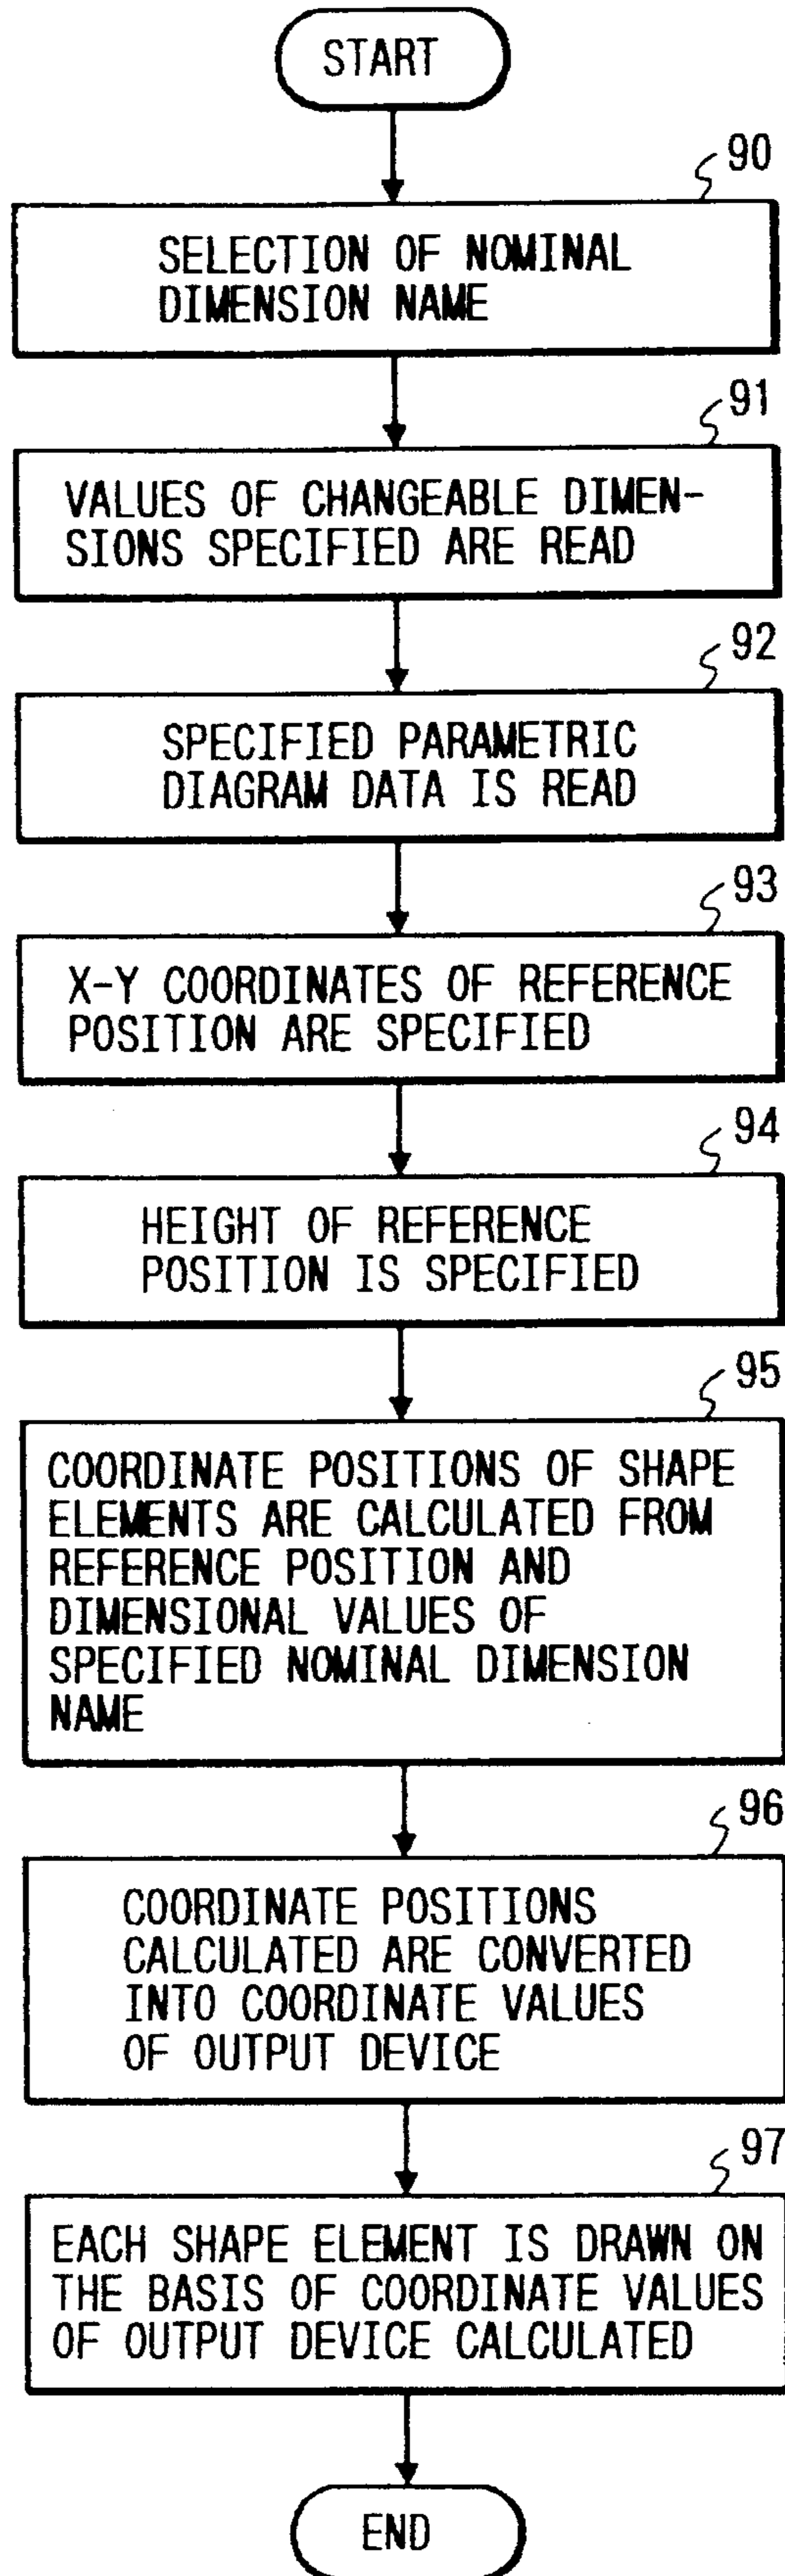 START
90
SELECTION OF NOMINAL
DIMENSION NAME
91
VALUES OF CHANGEABLE DIMEN-
SIONS SPECIFIED ARE READ
92
SPECIFIED PARAMETRIC
DIAGRAM DATA IS READ
93
X-Y COORDINATES OF REFERENCE
POSITION ARE SPECIFIED
94
HEIGHT OF REFERENCE
POSITION IS SPECIFIED
95
COORDINATE POSITIONS OF SHAPE
ELEMENTS ARE CALCULATED FROM
REFERENCE POSITION AND
DIMENSIONAL VALUES OF
SPECIFIED NOMINAL DIMENSION
NAME
96
COORDINATE POSITIONS
CALCULATED ARE CONVERTED
INTO COORDINATE VALUES
OF OUTPUT DEVICE
97
EACH SHAPE ELEMENT IS DRAWN ON
THE BASIS OF COORDINATE VALUES
OF OUTPUT DEVICE CALCULATED
END